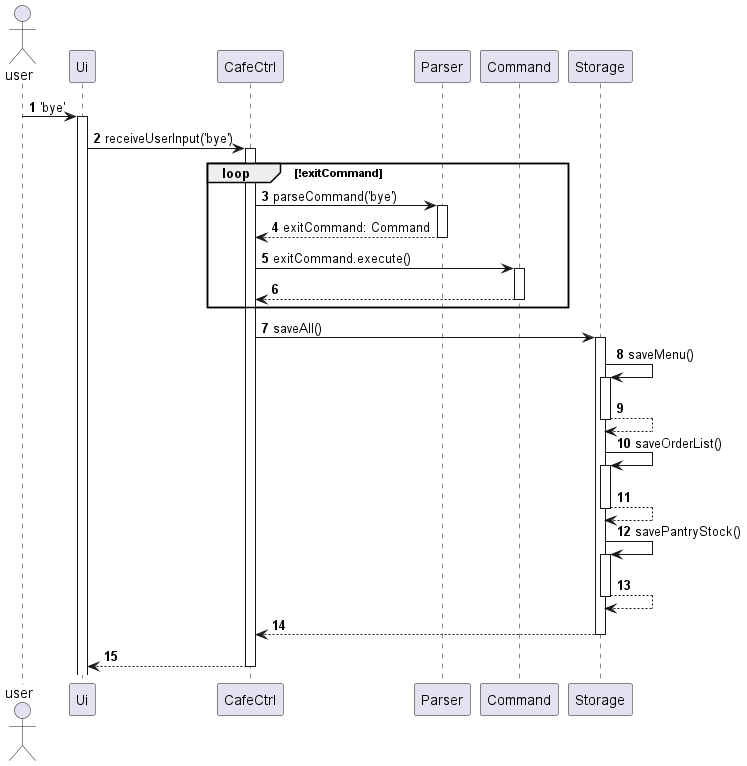 user
Ui
CafeCtrl
Parser
Command
Storage
1 'bye'
2 receiveUserInput('bye')
loop [!exitCommand]
3 parseCommand('bye')
4 exitCommand: Command
5 exitCommand.execute()
6
7 saveAll()
8 saveMenu()
9
10 saveOrderList()
11
12 savePantryStock()
13
14
15
user
Ui
CafeCtrl
Parser
Command
Storage